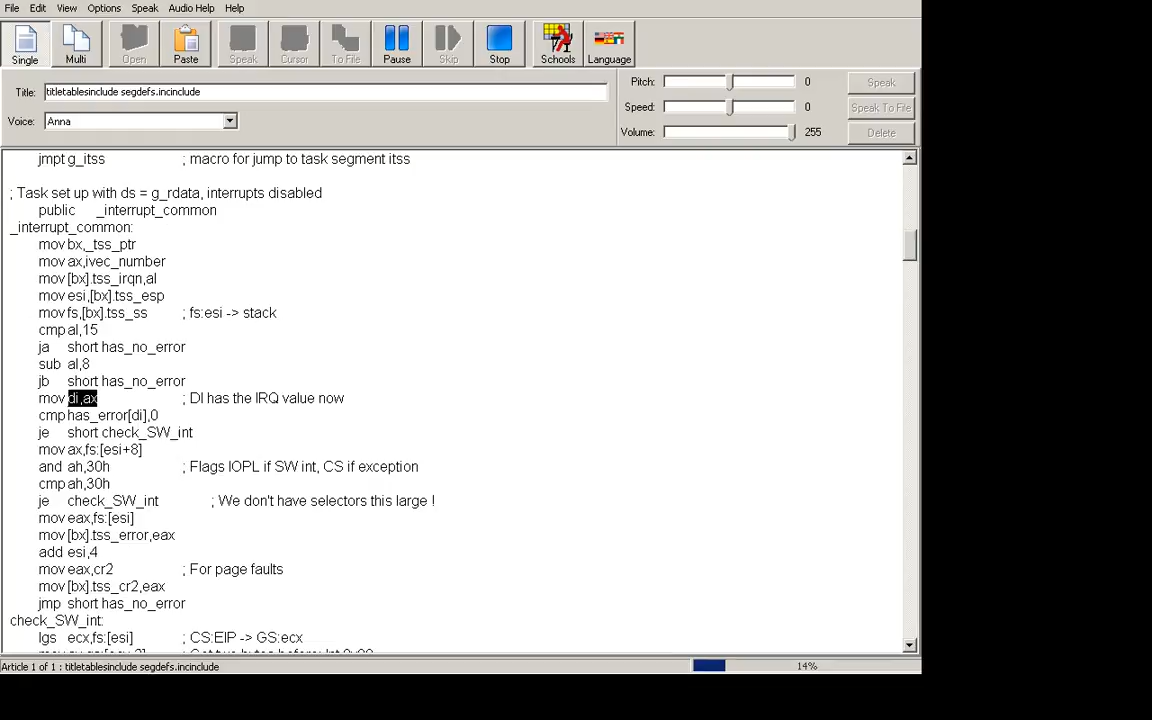 File Edit View Options Speak Audio Help Help
Single Multi Open Paste Speak Cursor To File Pause Skip Stop Schools Language
Title: titletablesinclude segdefs.incinclude
Voice: Anna
Pitch: 0 Speak
Speed: 0 Speak To File
Volume: 255 Delete
jmpt g_itss ; macro for jump to task segment itss
; Task set up with ds = g_rdata, interrupts disabled
public _interrupt_common
_interrupt_common:
mov bx,_tss_ptr
mov ax,ivec_number
mov [bx].tss_irqn,al
mov esi,[bx].tss_esp
mov fs,[bx].tss_ss ; fs:esi -> stack
cmp al,15
ja short has_no_error
sub al,8
jb short has_no_error
mov di,ax ; DI has the IRQ value now
cmp has_error[di],0
je short check_SW_int
mov ax,fs:[esi+8]
and ah,30h ; Flags IOPL if SW int, CS if exception
cmp ah,30h
je check_SW_int ; We don't have selectors this large !
mov eax,fs:[esi]
mov [bx].tss_error,eax
add esi,4
mov eax,cr2 ; For page faults
mov [bx].tss_cr2,eax
jmp short has_no_error
check_SW_int:
lgs ecx,fs:[esi] ; CS:EIP -> GS:ecx
Article 1 of 1 : titletablesinclude segdefs.incinclude 14%